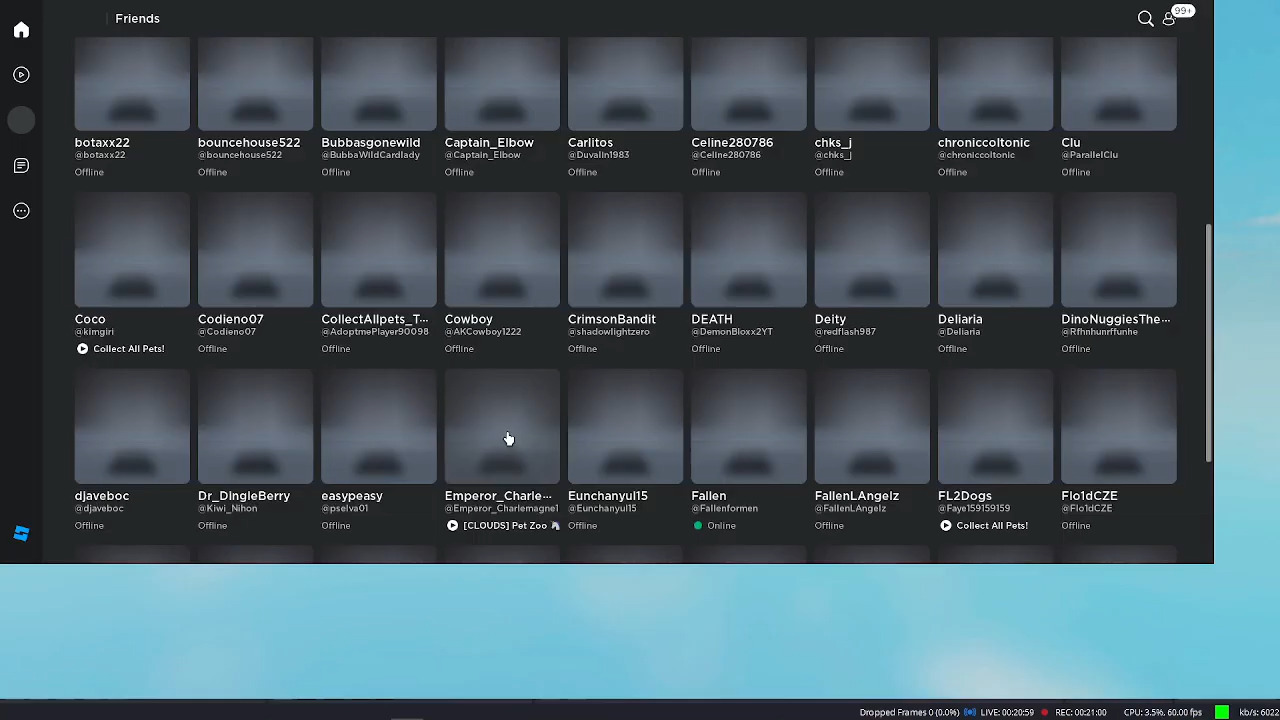 Friends
99+
botaxx22 bouncehouse522 Bubbasgonewild Captain_Elbow Carlitos Celine280786 chks_j chroniccoltonic Clu
@botaxx22 @bouncehouse522 @BubbaWildCardlady @Captain_Elbow @Duvalin1983 @Celine280786 @chks_j @chroniccoltonic @ParallelClu
Offline Offline Offline Offline Offline Offline Offline Offline Offline
Coco Codieno07 CollectAllpets_T... Cowboy CrimsonBandit DEATH Deity Deliaria DinoNuggiesThe...
@kimgiri @Codieno07 @AdoptmePlayer90098 @AKCowboy1222 @shadowlightzero @DemonBloxx2YT @redflash987 @Deliaria @Rfhnhurrfunhe
Collect All Pets! Offline Offline Offline Offline Offline Offline Offline Offline
djaveboc Dr_DingleBerry easypeasy Emperor_Charle... Eunchanyul15 Fallen FallenLAngelz FL2Dogs Flo1dCZE
@djaveboc @Kiwi_Nihon @pselva01 @Emperor_Charlemagne1 @Eunchanyul15 @Fallenformen @FallenLAngelz @Faye159159159 @Flo1dCZE
Offline Offline Offline [CLOUDS] Pet Zoo Offline Online Offline Collect All Pets! Offline
Dropped Frames 0 (0.0%) LIVE: 00:20:59 REC: 00:21:00 CPU: 3.5%, 60.00 fps kb/s: 6022